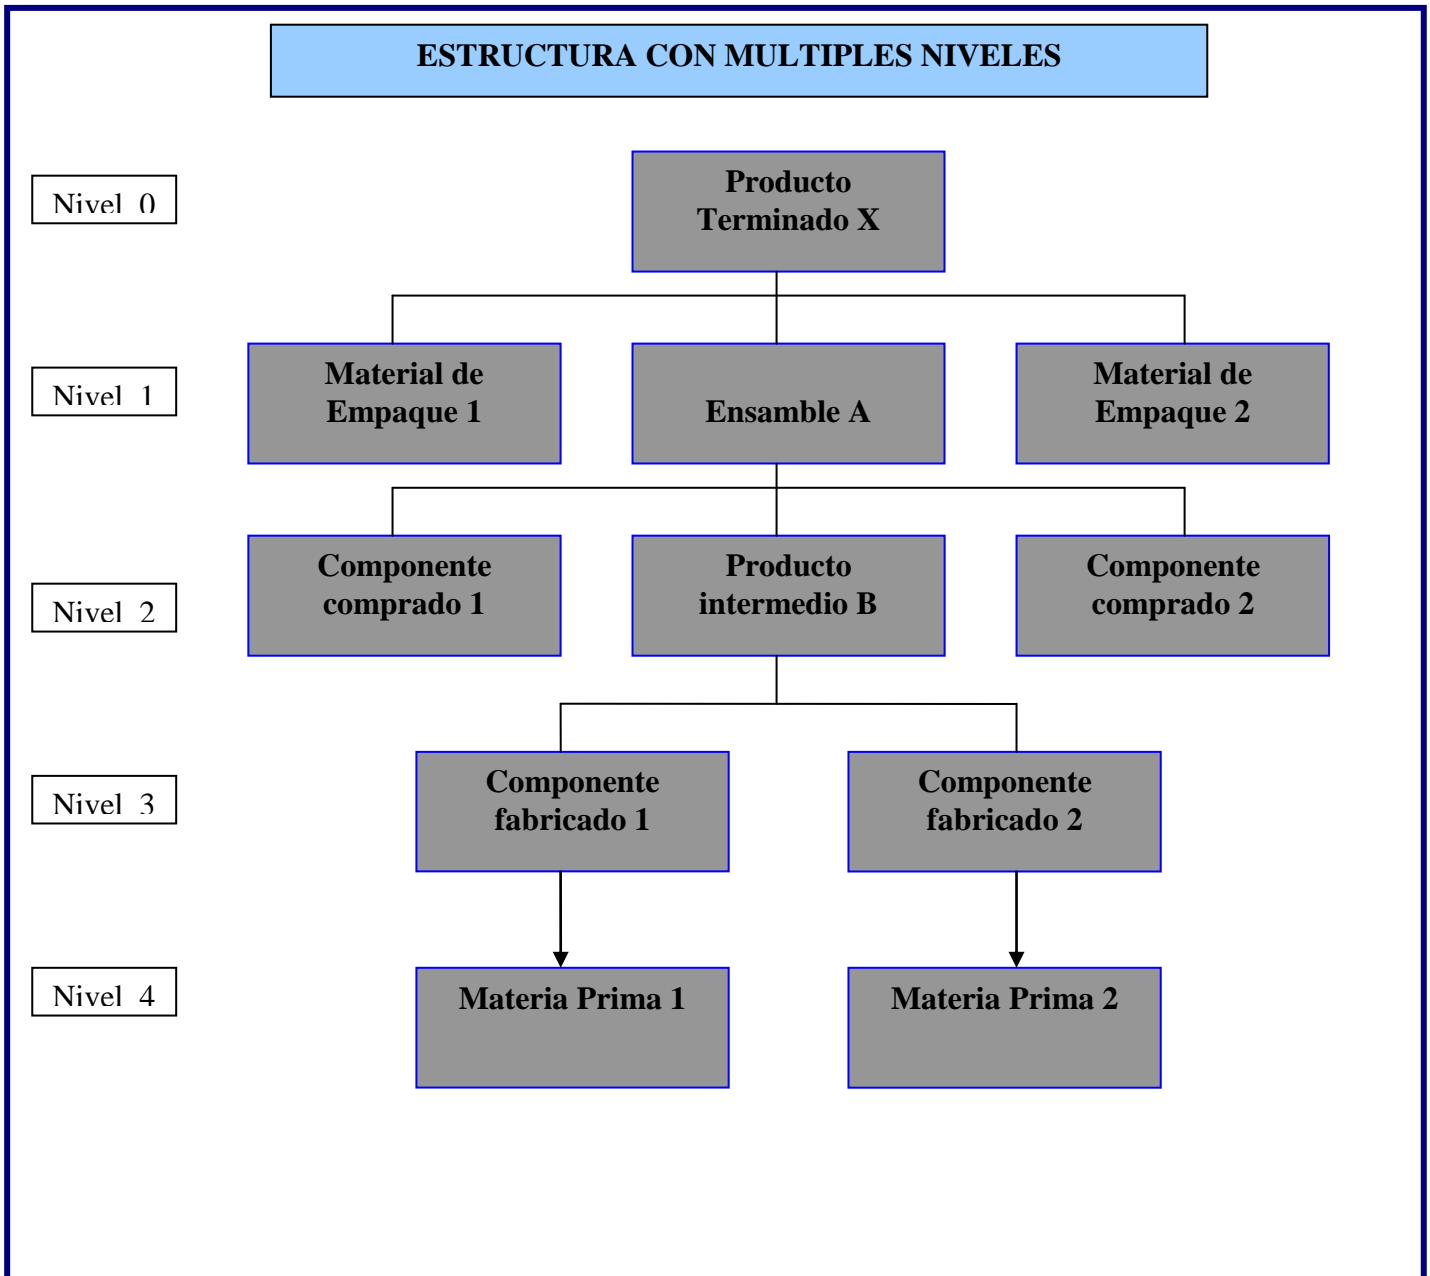 ESTRUCTURA CON MULTIPLES NIVELES
Nivel 0
Producto
Terminado X
Nivel 1
Material de
Empaque 1
Ensamble A
Material de
Empaque 2
Nivel 2
Componente
comprado 1
Producto
intermedio B
Componente
comprado 2
Nivel 3
Componente
fabricado 1
Componente
fabricado 2
Nivel 4
Materia Prima 1
Materia Prima 2